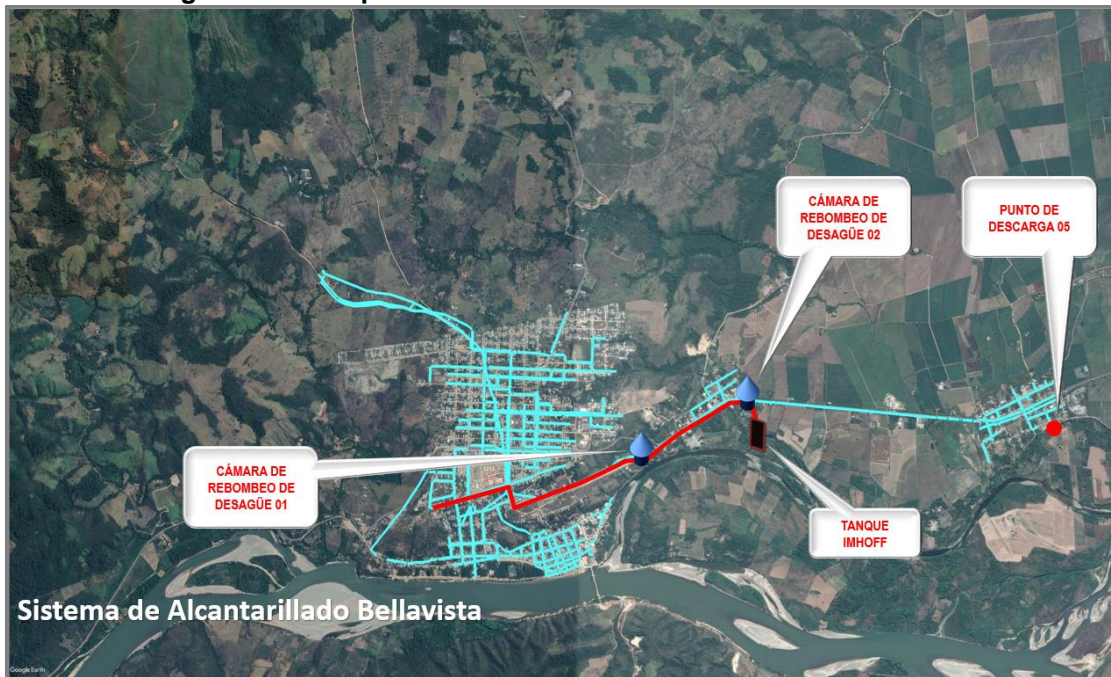 CÁMARA DE
REBOMBEO DE
DESAGÜE 02
PUNTO DE
DESCARGA 05
CÁMARA DE
REBOMBEO DE
DESAGÜE 01
TANQUE
IMHOFF
Sistema de Alcantarillado Bellavista
Google Earth